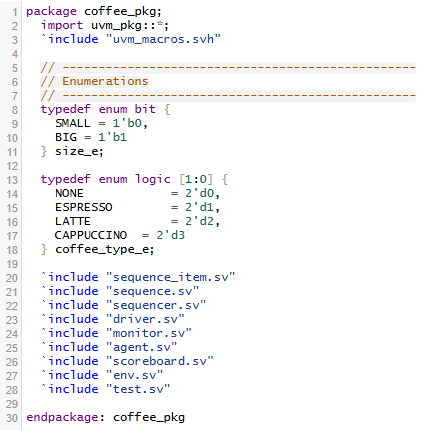 1 package coffee_pkg;
2   import uvm_pkg::*;
3   `include "uvm_macros.svh"
4
5   // -------------------------------------------------
6   // Enumerations
7   // -------------------------------------------------
8   typedef enum bit {
9     SMALL = 1'b0,
10     BIG = 1'b1
11   } size_e;
12
13   typedef enum logic [1:0] {
14     NONE            = 2'd0,
15     ESPRESSO        = 2'd1,
16     LATTE           = 2'd2,
17     CAPPUCCINO  = 2'd3
18   } coffee_type_e;
19
20   `include "sequence_item.sv"
21   `include "sequence.sv"
22   `include "sequencer.sv"
23   `include "driver.sv"
24   `include "monitor.sv"
25   `include "agent.sv"
26   `include "scoreboard.sv"
27   `include "env.sv"
28   `include "test.sv"
29
30 endpackage: coffee_pkg